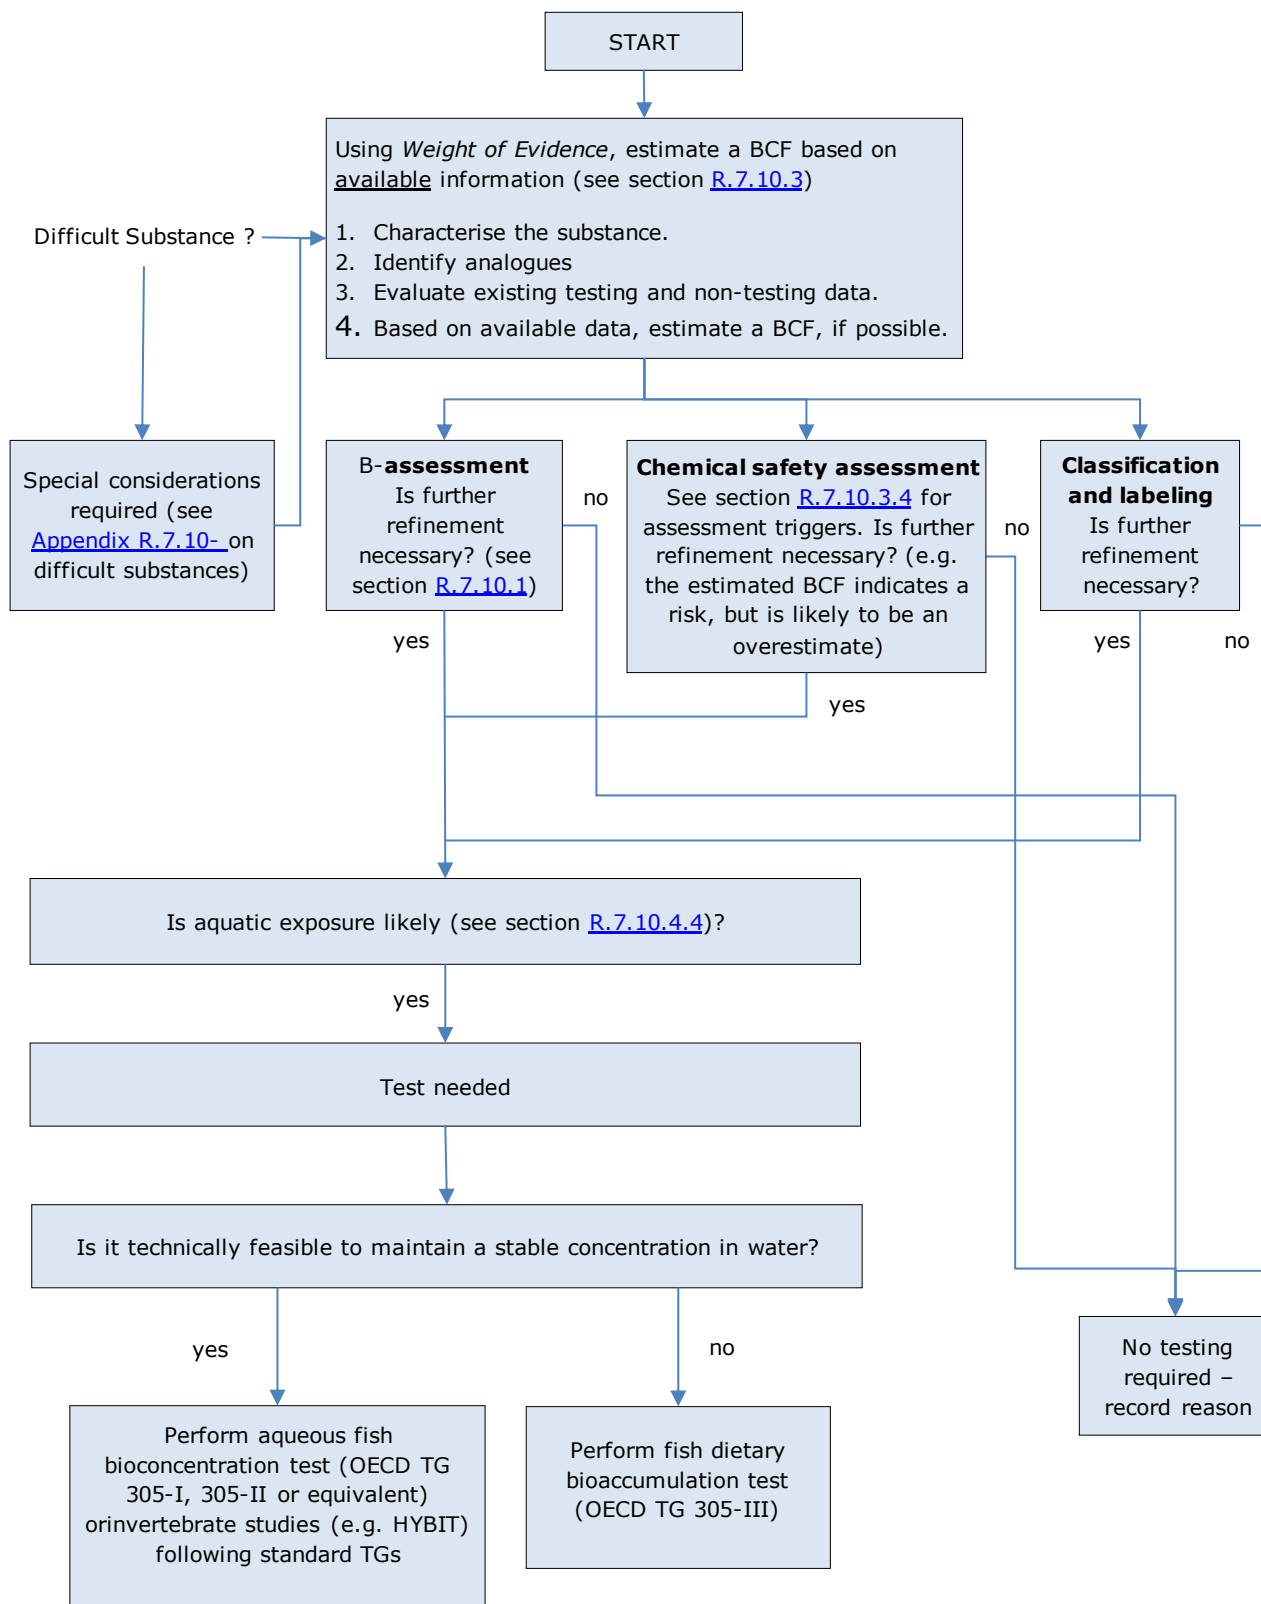 START
Using Weight of Evidence, estimate a BCF based on
available information (see section R.7.10.3)
1. Characterise the substance.
2. Identify analogues
3. Evaluate existing testing and non-testing data.
4. Based on available data, estimate a BCF, if possible.
Difficult Substance ?
Special considerations
required (see
Appendix R.7.10- on
difficult substances)
B-assessment
Is further
refinement
necessary? (see
section R.7.10.1)
no
yes
Chemical safety assessment
See section R.7.10.3.4 for
assessment triggers. Is further
refinement necessary? (e.g.
the estimated BCF indicates a
risk, but is likely to be an
overestimate)
no
yes
Classification
and labeling
Is further
refinement
necessary?
yes
no
Is aquatic exposure likely (see section R.7.10.4.4)?
yes
Test needed
Is it technically feasible to maintain a stable concentration in water?
yes
no
Perform aqueous fish
bioconcentration test (OECD TG
305-I, 305-II or equivalent)
orinvertebrate studies (e.g. HYBIT)
following standard TGs
Perform fish dietary
bioaccumulation test
(OECD TG 305-III)
No testing
required –
record reason